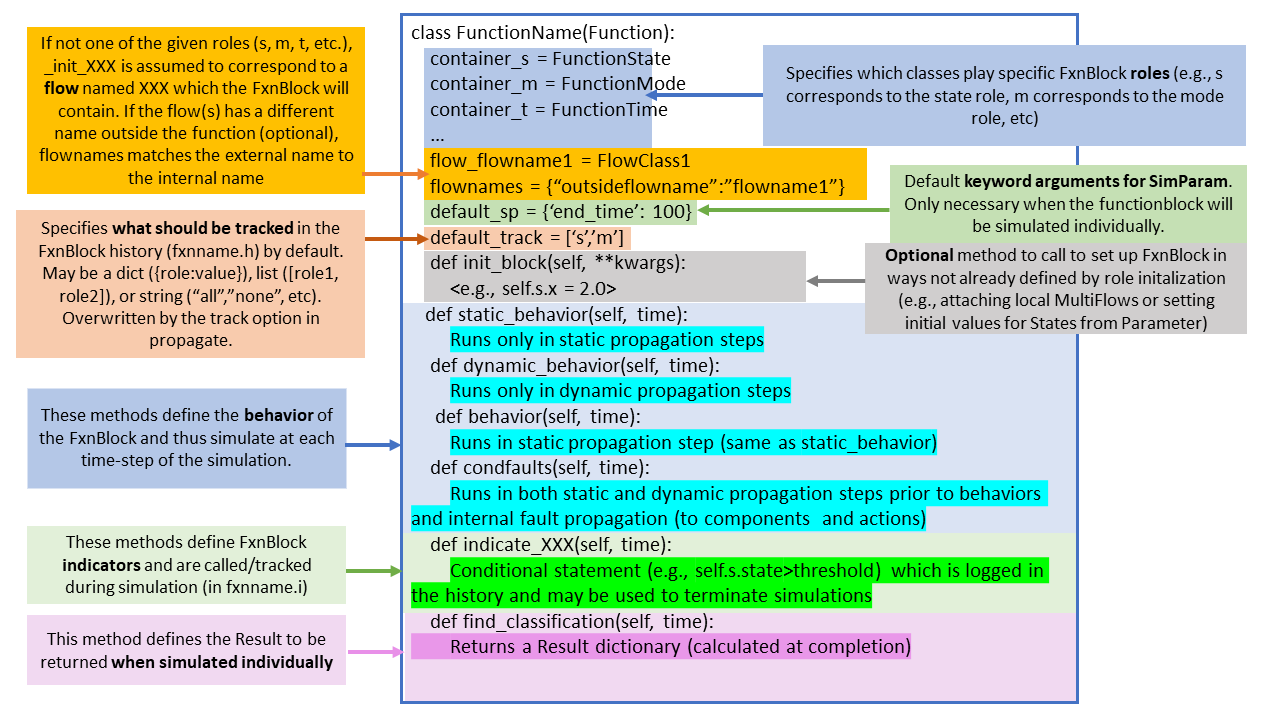 If not one of the given roles (s, m, t, etc.),
_init_XXX is assumed to correspond to a
flow named XXX which the FxnBlock will
contain. If the flow(s) has a different
name outside the function (optional),
flownames matches the external name to
the internal name
Specifies what should be tracked in the
FxnBlock history (fxnname.h) by default.
May be a dict ({role:value}), list ([role1,
role2]), or string (“all”,”none”, etc).
Overwritten by the track option in
propagate.
These methods define the behavior of
the FxnBlock and thus simulate at each
time-step of the simulation.
These methods define FxnBlock
indicators and are called/tracked
during simulation (in fxnname.i)
This method defines the Result to be
returned when simulated individually
class FunctionName(Function):
container_s = FunctionState
container_m = FunctionMode
container_t = FunctionTime
…
flow_flowname1 = FlowClass1
flownames = {“outsideflowname”:”flowname1”}
default_sp = {‘end_time’: 100}
default_track = [‘s’,’m’]
def init_block(self, **kwargs):
<e.g., self.s.x = 2.0>
def static_behavior(self, time):
Runs only in static propagation steps
def dynamic_behavior(self, time):
Runs only in dynamic propagation steps
def behavior(self, time):
Runs in static propagation step (same as static_behavior)
def condfaults(self, time):
Runs in both static and dynamic propagation steps prior to behaviors
and internal fault propagation (to components and actions)
def indicate_XXX(self, time):
Conditional statement (e.g., self.s.state>threshold) which is logged in
the history and may be used to terminate simulations
def find_classification(self, time):
Returns a Result dictionary (calculated at completion)
Specifies which classes play specific FxnBlock roles (e.g., s
corresponds to the state role, m corresponds to the mode
role, etc)
Default keyword arguments for SimParam.
Only necessary when the functionblock will
be simulated individually.
Optional method to call to set up FxnBlock in
ways not already defined by role initalization
(e.g., attaching local MultiFlows or setting
initial values for States from Parameter)